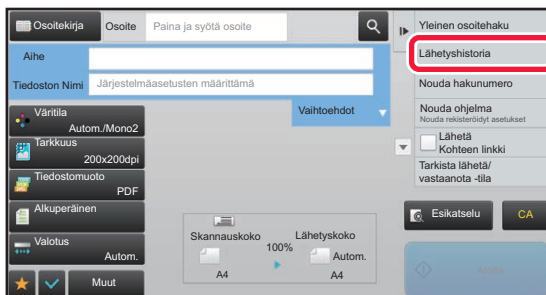 Osoitekirja
Osoite
Paina ja syötä osoite
Aihe
Tiedoston Nimi
Järjestelmäasetusten määrittämä
Väritila
Autom./Mono2
Vaihtoehdot
Tarkkuus
200x200dpi
Tiedostomuoto
PDF
Alkuperäinen
Valotus
Autom.
Muut
Skannauskoko
100%
Lähetyskoko
Autom.
A4
A4
Yleinen osoitehaku
Lähetyshistoria
Nouda hakunumero
Nouda ohjelma
Nouda rekisteröidyt asetukset
Lähetä
Kohteen linkki
Tarkista lähetä/
vastaanota -tila
Esikatselu
CA